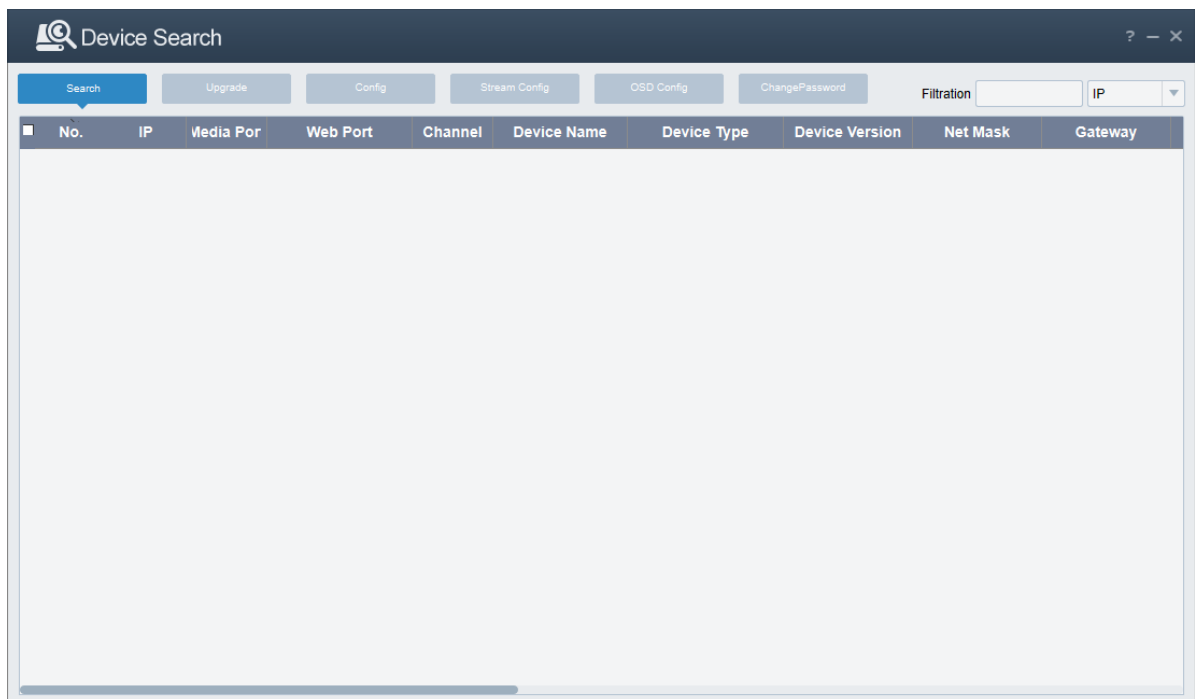 Device Search
? – ×
Search Upgrade Config Stream Config OSD Config ChangePassword Filtration IP
No. IP Media Por Web Port Channel Device Name Device Type Device Version Net Mask Gateway